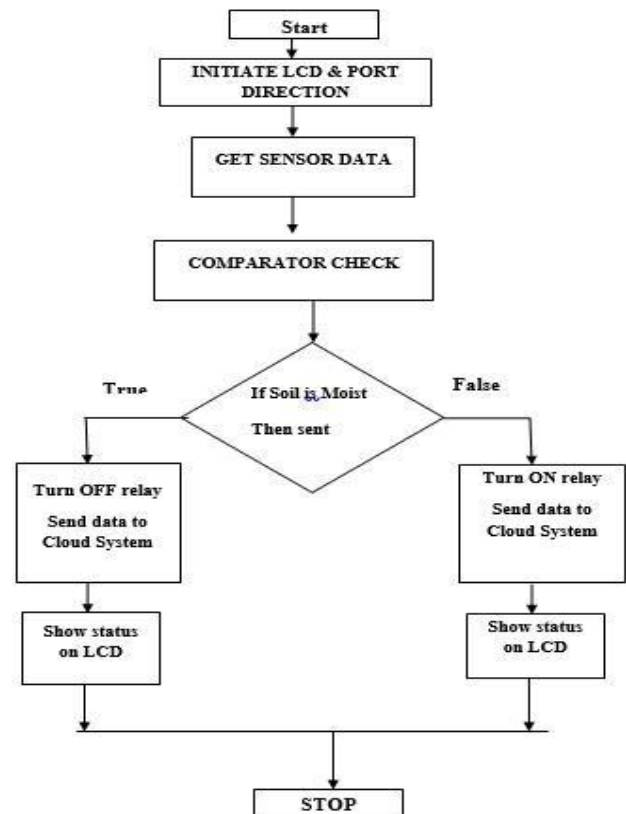 Start
INITIATE LCD & PORT
DIRECTION
GET SENSOR DATA
COMPARATOR CHECK
True
If Soil is Moist
False
Then sent
Turn OFF relay
Send data to
Cloud System
Turn ON relay
Send data to
Cloud System
Show status
on LCD
Show status
on LCD
STOP